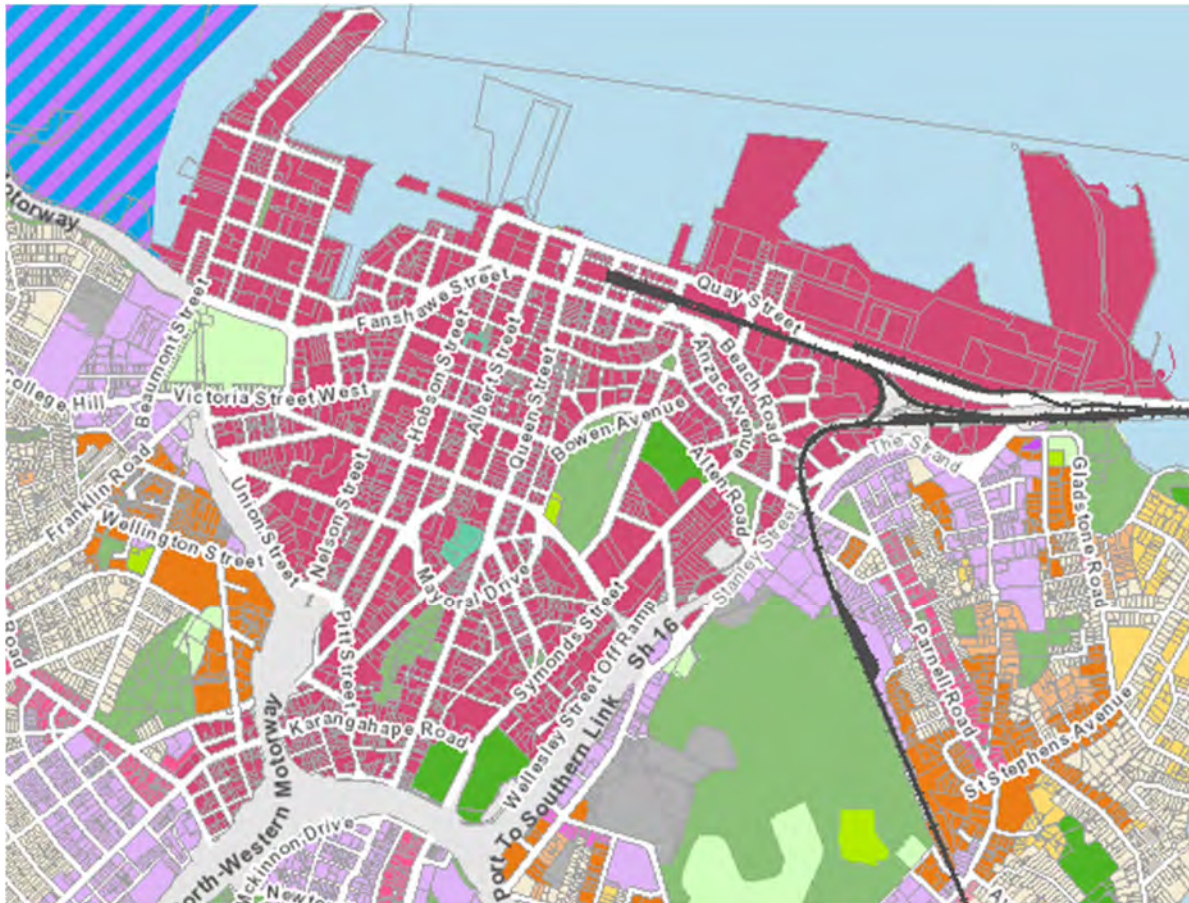 otorway
Quay Street
Fanshawe Street
Beaumont Street
Hobson Street
Albert Street
Queen Street
Anzac Avenue
Beach Road
College Hill
Victoria Street West
Bowen Avenue
Alten Road
The Strand
Franklin Road
Union Street
Nelson Street
Wellington Street
Gladstone Road
Stanley Street
Mayoral Drive
Pitt Street
Symonds Street
Wellesley Street Off Ramp
Sh 16
Parnell Road
Road
Karangahape Road
St Stephens Avenue
North-Western Motorway
Port To Southern Link
ckinnon Drive
Newto